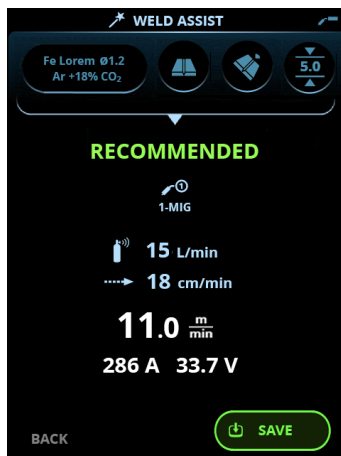 WELD ASSIST
Fe Lorem ø1.2
Ar +18% CO₂
5.0
RECOMMENDED
1
1-MIG
15 L/min
18 cm/min
11.0 m/min
286 A 33.7 V
BACK
SAVE